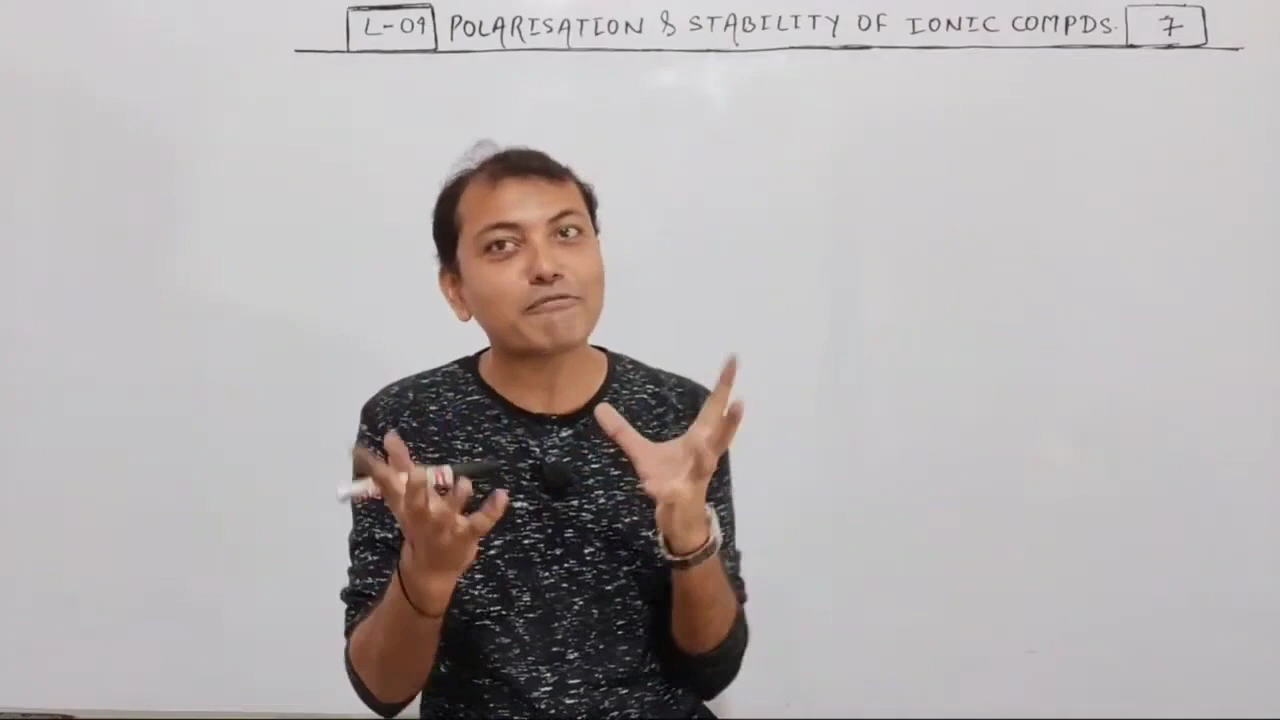 L-09 POLARISATION & STABILITY OF IONIC COMPDS. 7